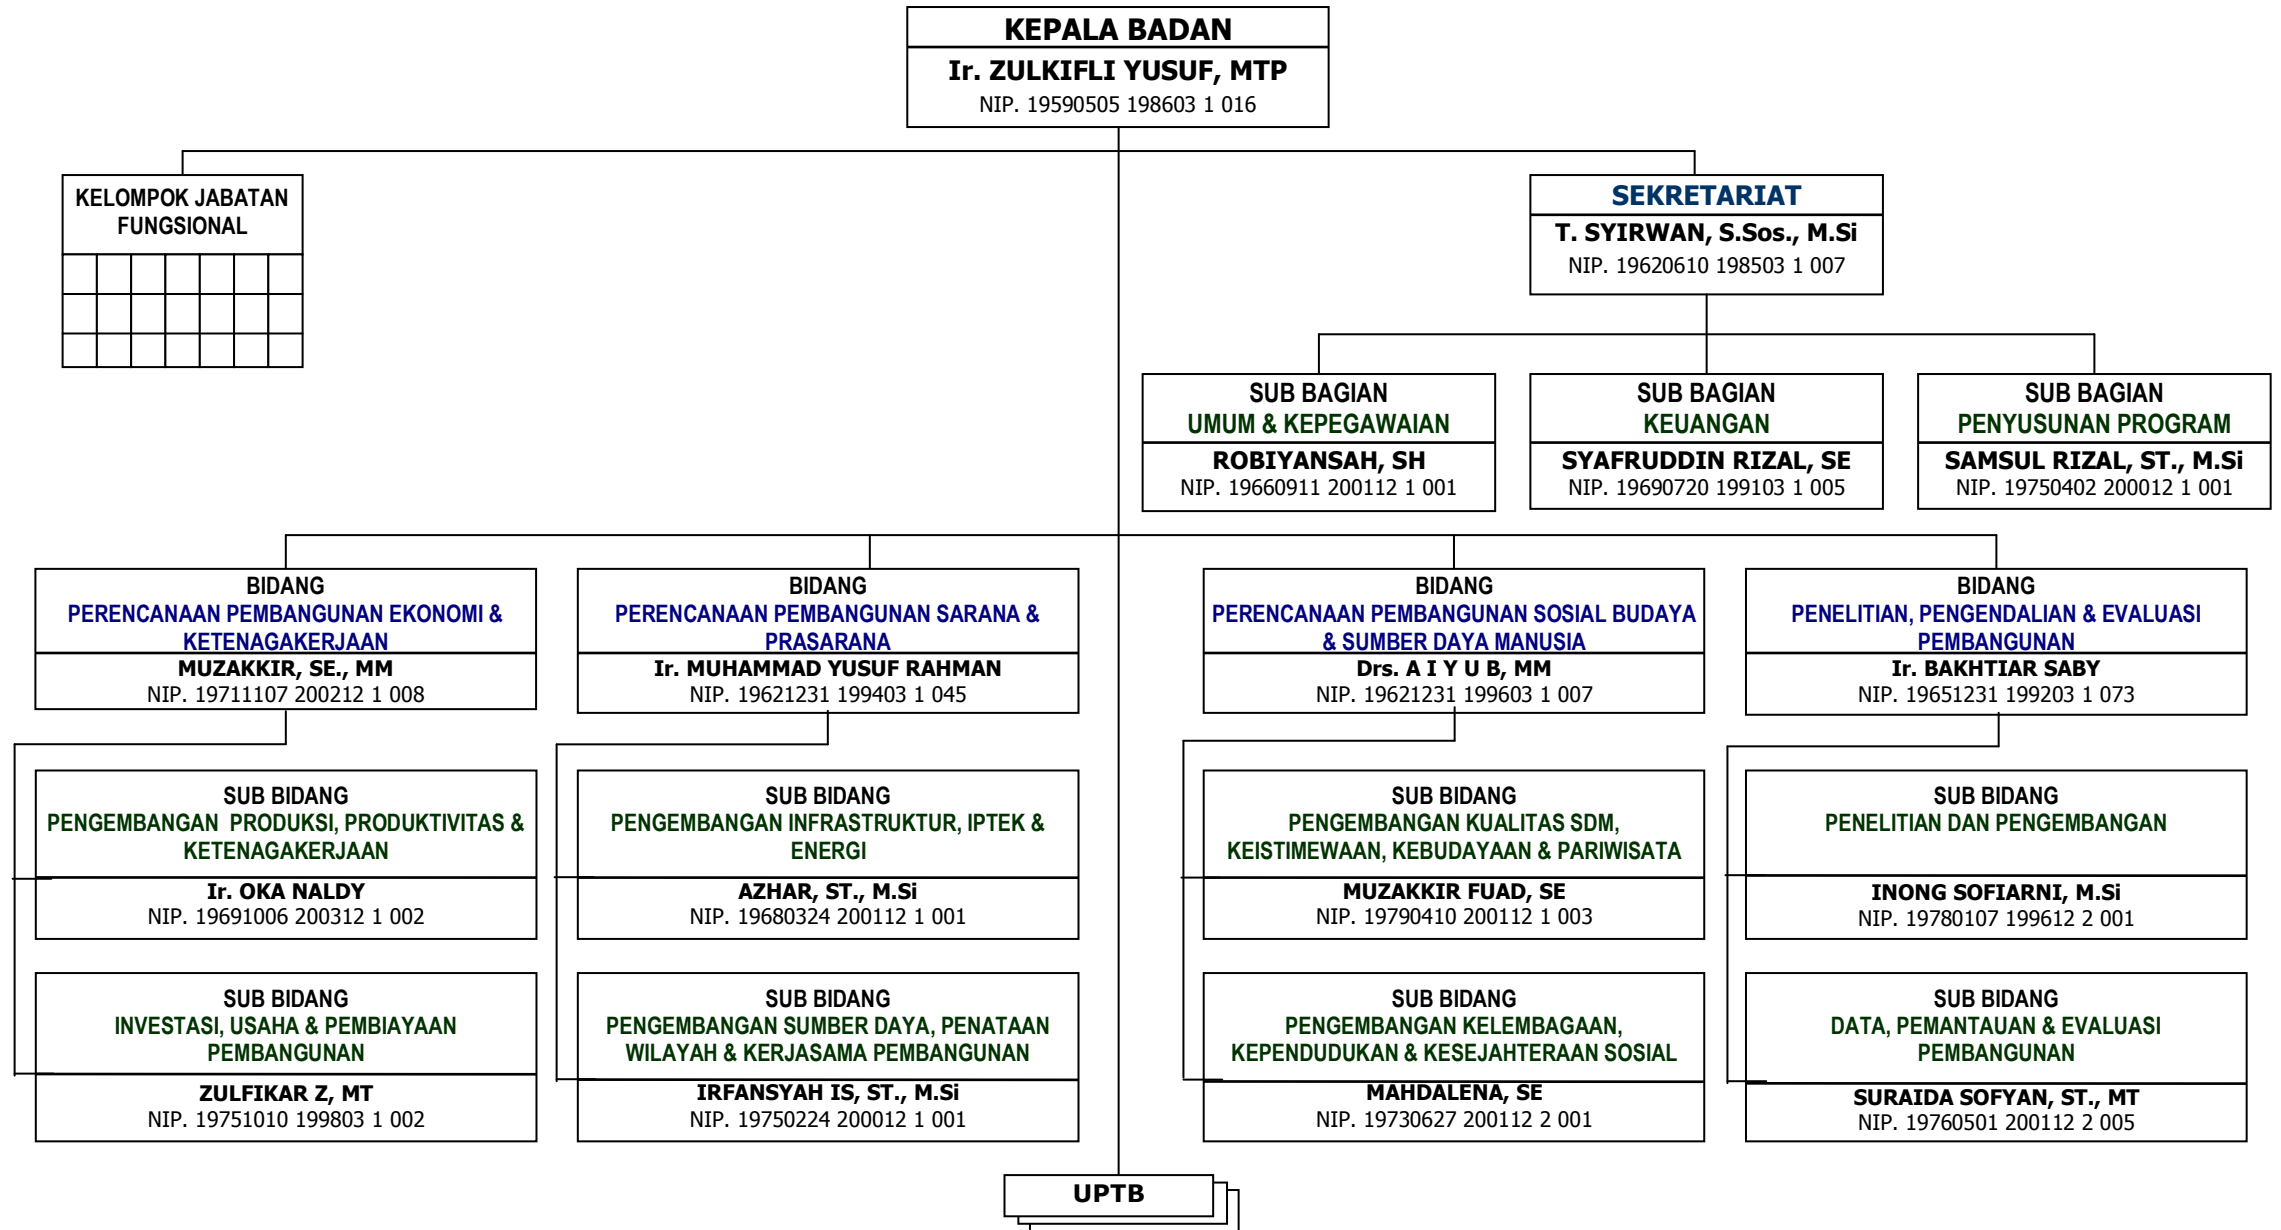 KEPALA BADAN
Ir. ZULKIFLI YUSUF, MTP
NIP. 19590505 198603 1 016
KELOMPOK JABATAN
FUNGSIONAL
SEKRETARIAT
T. SYIRWAN, S.Sos., M.Si
NIP. 19620610 198503 1 007
SUB BAGIAN
UMUM & KEPEGAWAIAN
ROBIYANSAH, SH
NIP. 19660911 200112 1 001
SUB BAGIAN
KEUANGAN
SYAFRUDDIN RIZAL, SE
NIP. 19690720 199103 1 005
SUB BAGIAN
PENYUSUNAN PROGRAM
SAMSUL RIZAL, ST., M.Si
NIP. 19750402 200012 1 001
BIDANG
PERENCANAAN PEMBANGUNAN EKONOMI &
KETENAGAKERJAAN
MUZAKKIR, SE., MM
NIP. 19711107 200212 1 008
BIDANG
PERENCANAAN PEMBANGUNAN SARANA &
PRASARANA
Ir. MUHAMMAD YUSUF RAHMAN
NIP. 19621231 199403 1 045
BIDANG
PERENCANAAN PEMBANGUNAN SOSIAL BUDAYA
& SUMBER DAYA MANUSIA
Drs. A I Y U B, MM
NIP. 19621231 199603 1 007
BIDANG
PENELITIAN, PENGENDALIAN & EVALUASI
PEMBANGUNAN
Ir. BAKHTIAR SABY
NIP. 19651231 199203 1 073
SUB BIDANG
PENGEMBANGAN PRODUKSI, PRODUKTIVITAS &
KETENAGAKERJAAN
Ir. OKA NALDY
NIP. 19691006 200312 1 002
SUB BIDANG
PENGEMBANGAN INFRASTRUKTUR, IPTEK &
ENERGI
AZHAR, ST., M.Si
NIP. 19680324 200112 1 001
SUB BIDANG
PENGEMBANGAN KUALITAS SDM,
KEISTIMEWAAN, KEBUDAYAAN & PARIWISATA
MUZAKKIR FUAD, SE
NIP. 19790410 200112 1 003
SUB BIDANG
PENELITIAN DAN PENGEMBANGAN
INONG SOFIARNI, M.Si
NIP. 19780107 199612 2 001
SUB BIDANG
INVESTASI, USAHA & PEMBIAYAAN
PEMBANGUNAN
ZULFIKAR Z, MT
NIP. 19751010 199803 1 002
SUB BIDANG
PENGEMBANGAN SUMBER DAYA, PENATAAN
WILAYAH & KERJASAMA PEMBANGUNAN
IRFANSYAH IS, ST., M.Si
NIP. 19750224 200012 1 001
SUB BIDANG
PENGEMBANGAN KELEMBAGAAN,
KEPENDUDUKAN & KESEJAHTERAAN SOSIAL
MAHDALENA, SE
NIP. 19730627 200112 2 001
SUB BIDANG
DATA, PEMANTAUAN & EVALUASI
PEMBANGUNAN
SURAIDA SOFYAN, ST., MT
NIP. 19760501 200112 2 005
UPTB